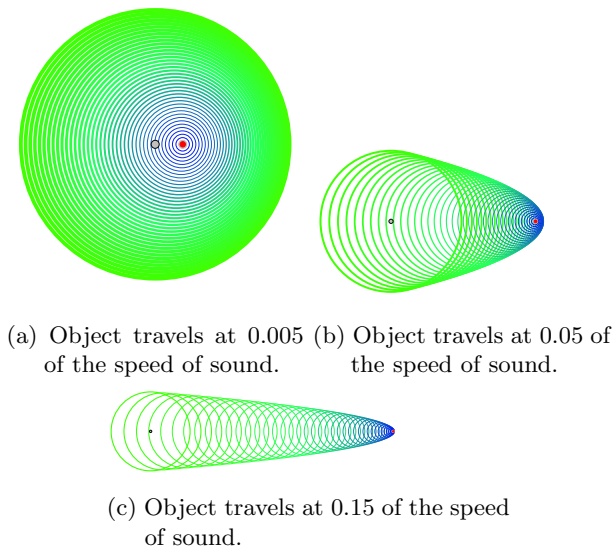 (a) Object travels at 0.005
of the speed of sound.
(b) Object travels at 0.05 of
the speed of sound.
(c) Object travels at 0.15 of the speed
of sound.